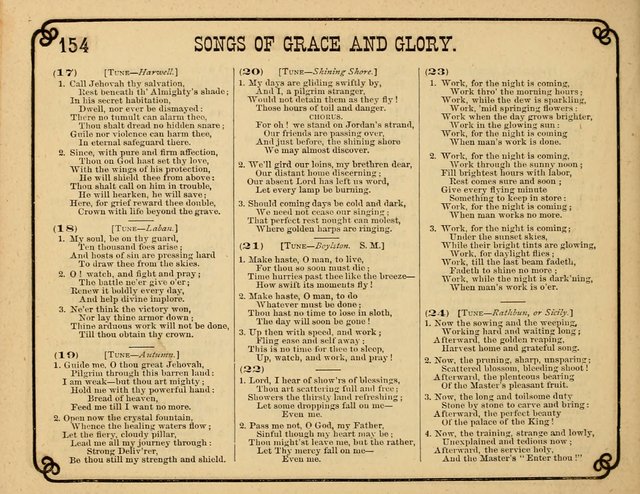 154
SONGS OF GRACE AND GLORY.
(17) [TUNE—Harwell.]
1. Call Jehovah thy salvation,
Rest beneath th' Almighty's shade;
In his secret habitation,
Dwell, nor ever be dismayed:
There no tumult can alarm thee,
Thou shalt dread no hidden snare;
Guile nor violence can harm thee,
In eternal safeguard there.
2. Since, with pure and firm affection,
Thou on God hast set thy love,
With the wings of his protection,
He will shield thee from above:
Thou shalt call on him in trouble,
He will hearken, he will save;
Here, for grief reward thee double,
Crown with life beyond the grave.
(18) [TUNE—Laban.]
1. My soul, be on thy guard,
Ten thousand foes arise;
And hosts of sin are pressing hard
To draw thee from the skies.
2. O! watch, and fight and pray;
The battle ne'er give o'er;
Renew it boldly every day,
And help divine implore.
3. Ne'er think the victory won,
Nor lay thine armor down;
Thine arduous work will not be done,
Till thou obtain thy crown.
(19) [TUNE—Autumn.]
1. Guide me, O thou great Jehovah,
Pilgrim through this barren land:
I am weak—but thou art mighty;
Hold me with thy powerful hand:
Bread of heaven,
Feed me till I want no more.
2. Open now the crystal fountain,
Whence the healing waters flow;
Let the fiery, cloudy pillar,
Lead me all my journey through:
Strong Deliv'rer,
Be thou still my strength and shield.
(20) [TUNE—Shining Shore.]
1. My days are gliding swiftly by,
And I, a pilgrim stranger,
Would not detain them as they fly!
Those hours of toil and danger.
CHORUS.
For oh! we stand on Jordan's strand,
Our friends are passing over,
And just before, the shining shore
We may almost discover.
2. We'll gird our loins, my brethren dear,
Our distant home discerning;
Our absent Lord has left us word,
Let every lamp be burning.
3. Should coming days be cold and dark,
We need not cease our singing;
That perfect rest nought can molest,
Where golden harps are ringing.
(21) [TUNE—Boylston. S. M.]
1. Make haste, O man, to live,
For thou so soon must die;
Time hurries past thee like the breeze—
How swift its moments fly!
2. Make haste, O man, to do
Whatever must be done;
Thou hast no time to lose in sloth,
The day will soon be gone!
3. Up then with speed, and work;
Fling ease and self away;
This is no time for thee to sleep,
Up, watch, and work, and pray!
(22)
1. Lord, I hear of show'rs of blessings,
Thou art scattering full and free;
Showers the thirsty land refreshing;
Let some droppings fall on me—
Even me.
2. Pass me not, O God, my Father,
Sinful though my heart may be;
Thou might'st leave me, but the rather,
Let Thy mercy fall on me—
Even me.
(23)
1. Work, for the night is coming,
Work thro' the morning hours;
Work, while the dew is sparkling,
Work, 'mid springing flowers:
Work when the day grows brighter,
Work in the glowing sun:
Work, for the night is coming
When man's work is done.
2. Work, for the night is coming,
Work through the sunny noon;
Fill brightest hours with labor,
Rest comes sure and soon;
Give every flying minute
Something to keep in store:
Work, for the night is coming,
When man works no more.
3. Work, for the night is coming;
Under the sunset skies,
While their bright tints are glowing,
Work, for daylight flies;
Work, till the last beam fadeth,
Fadeth to shine no more;
Work, while the night is dark'ning,
When man's work is o'er.
(24) [TUNE—Rathbun, or Sicily.]
1. Now the sowing and the weeping,
Working hard and waiting long;
Afterward, the golden reaping,
Harvest home and grateful song.
2. Now, the pruning, sharp, unsparing;
Scattered blossom, bleeding shoot!
Afterward, the plenteous bearing
Of the Master's pleasant fruit.
3. Now, the long and toilsome duty
Stone by stone to carve and bring:
Afterward, the perfect beauty
Of the palace of the King!
4. Now, the training, strange and lowly,
Unexplained and tedious now;
Afterward, the service holy,
And the Master's "Enter thou!"